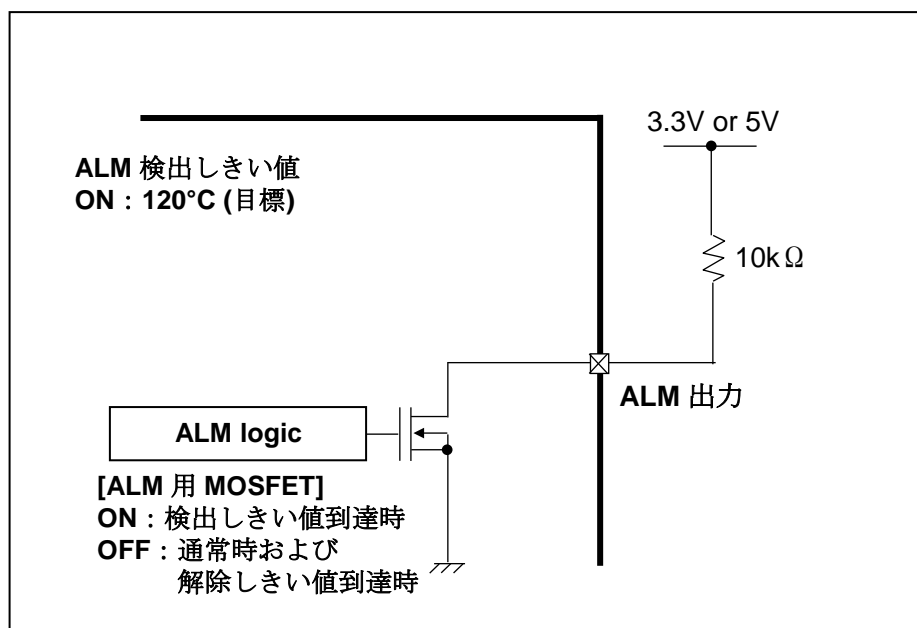 3.3V or 5V
ALM 検出しきい値
ON：120°C (目標)
10kΩ
ALM 出力
ALM logic
[ALM 用 MOSFET]
ON：検出しきい値到達時
OFF：通常時および
解除しきい値到達時